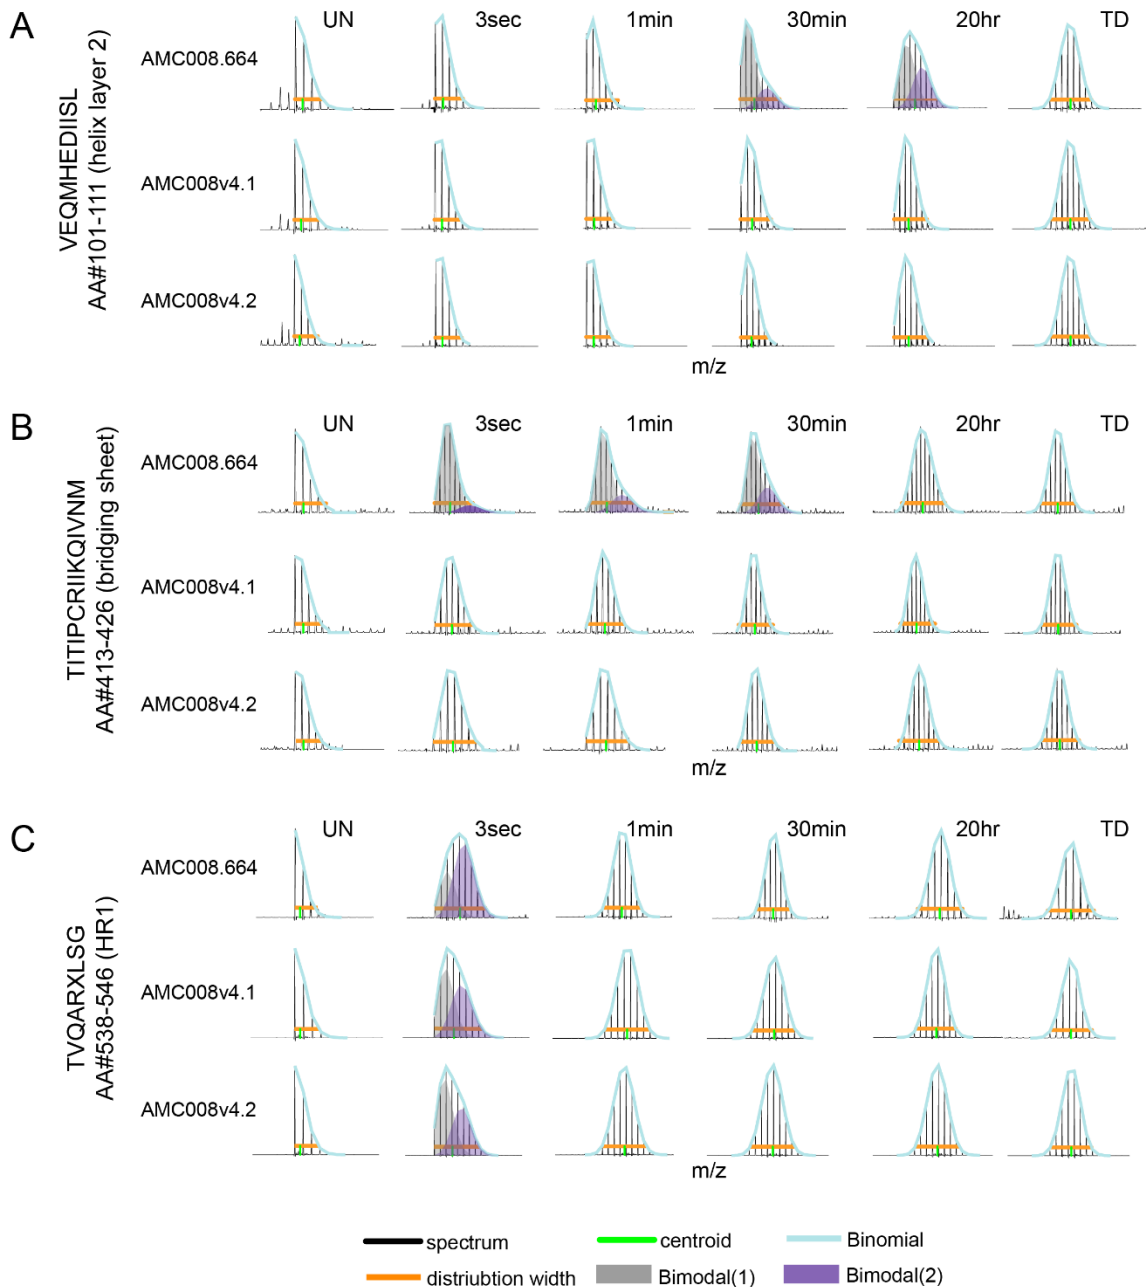 A
UN 3sec 1min 30min 20hr TD
VEQMHEDIISL
AA#101-111 (helix layer 2)
AMC008.664
AMC008v4.1
AMC008v4.2
m/z
B
UN 3sec 1min 30min 20hr TD
TITIPCRIIKQIVNM
AA#413-426 (bridging sheet)
AMC008.664
AMC008v4.1
AMC008v4.2
m/z
C
UN 3sec 1min 30min 20hr TD
TVQARXLSG
AA#538-546 (HR1)
AMC008.664
AMC008v4.1
AMC008v4.2
m/z
spectrum centroid Binomial
distriubtion width Bimodal(1) Bimodal(2)